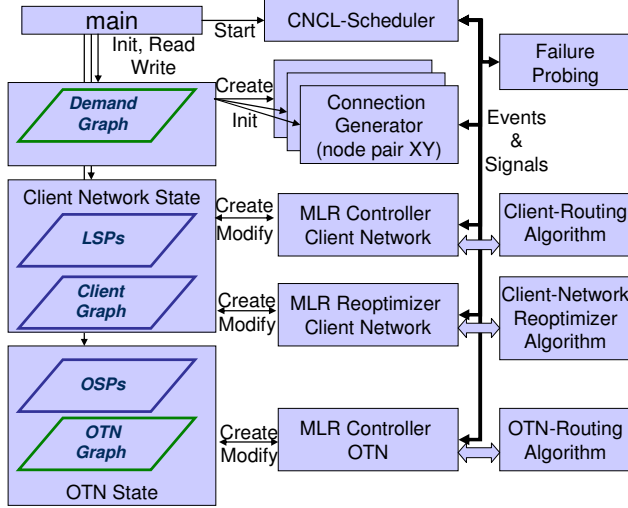 main
CNCL-Scheduler
Start
Init, Read
Write
Failure
Probing
Demand
Graph
Create
Init
Connection
Generator
(node pair XY)
Events
&
Signals
Client Network State
LSPs
Create
Modify
MLR Controller
Client Network
Client-Routing
Algorithm
Client
Graph
Create
Modify
MLR Reoptimizer
Client Network
Client-Network
Reoptimizer
Algorithm
OSPs
OTN
Graph
OTN State
Create
Modify
MLR Controller
OTN
OTN-Routing
Algorithm